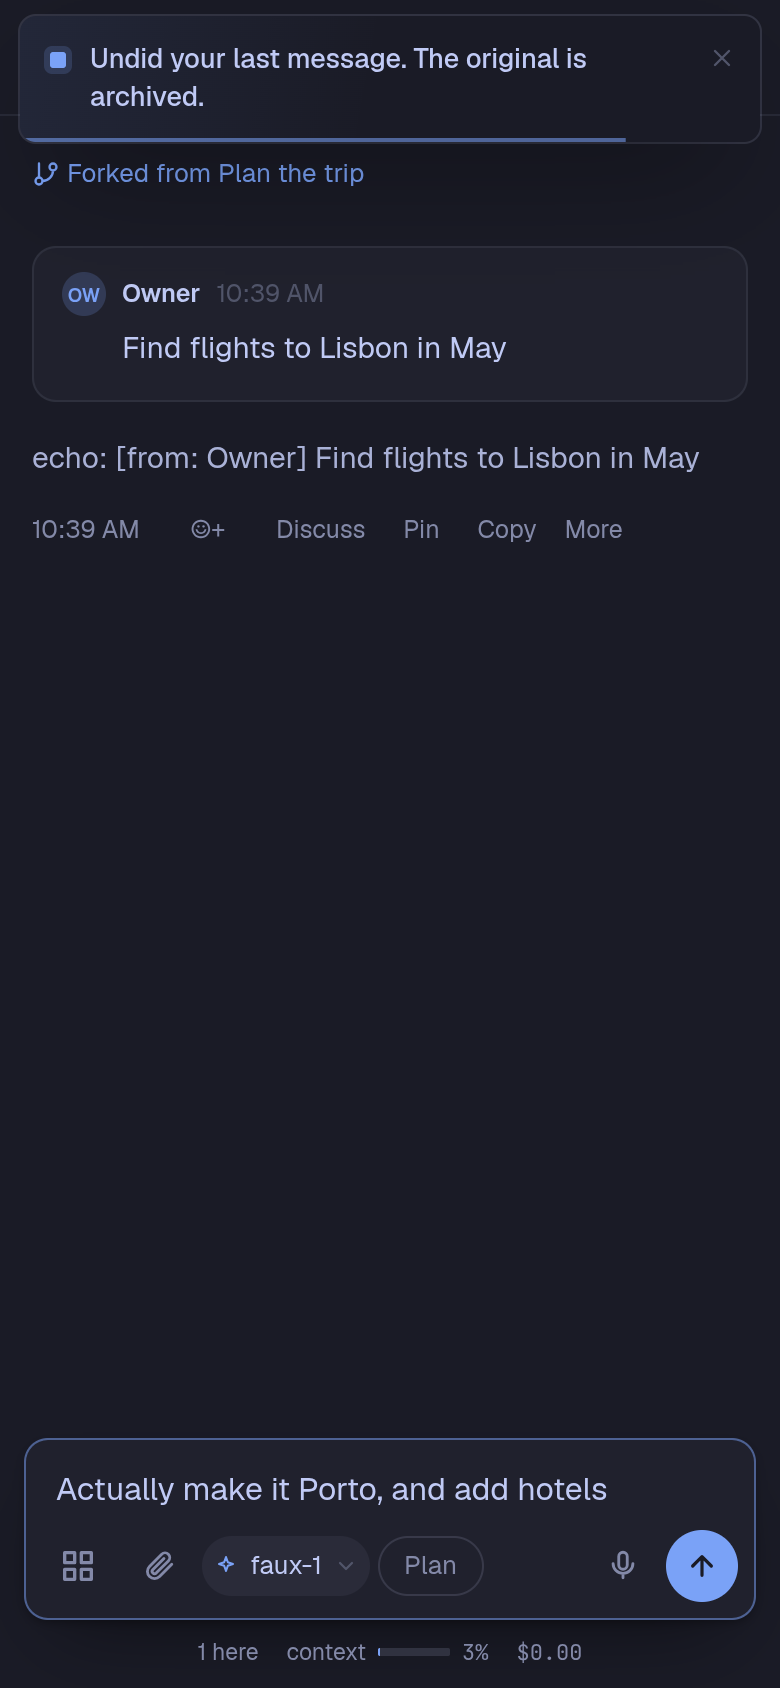 Undid your last message. The original is
archived.
Forked from Plan the trip
OW Owner 10:39 AM
Find flights to Lisbon in May
echo: [from: Owner] Find flights to Lisbon in May
10:39 AM + Discuss Pin Copy More
Actually make it Porto, and add hotels
faux-1 Plan
1 here context 3% $0.00